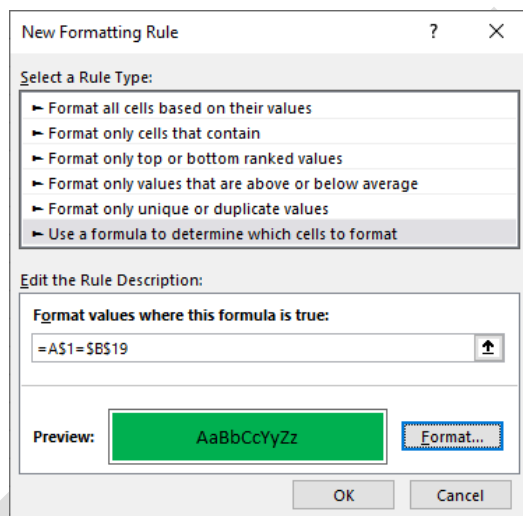 New Formatting Rule ? ×
Select a Rule Type:
► Format all cells based on their values
► Format only cells that contain
► Format only top or bottom ranked values
► Format only values that are above or below average
► Format only unique or duplicate values
► Use a formula to determine which cells to format
Edit the Rule Description:
Format values where this formula is true:
=A$1=$B$19
Preview: AaBbCcYyZz Format...
OK Cancel